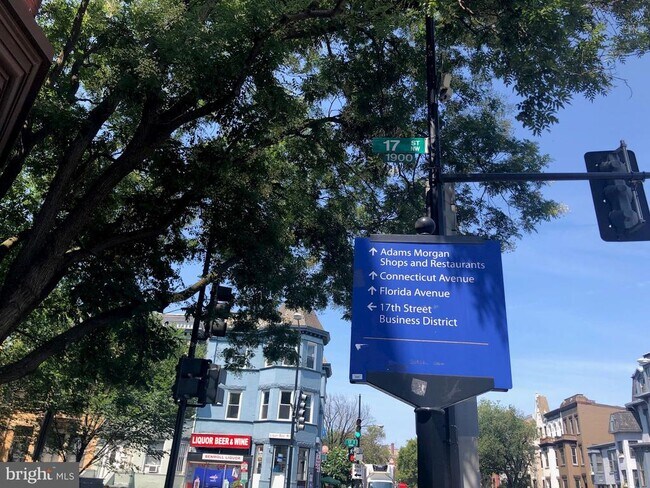 17 ST NW
1900
↑ Adams Morgan
Shops and Restaurants
↑ Connecticut Avenue
↑ Florida Avenue
← 17th Street
Business District
LIQUOR BEER & WINE
bright MLS